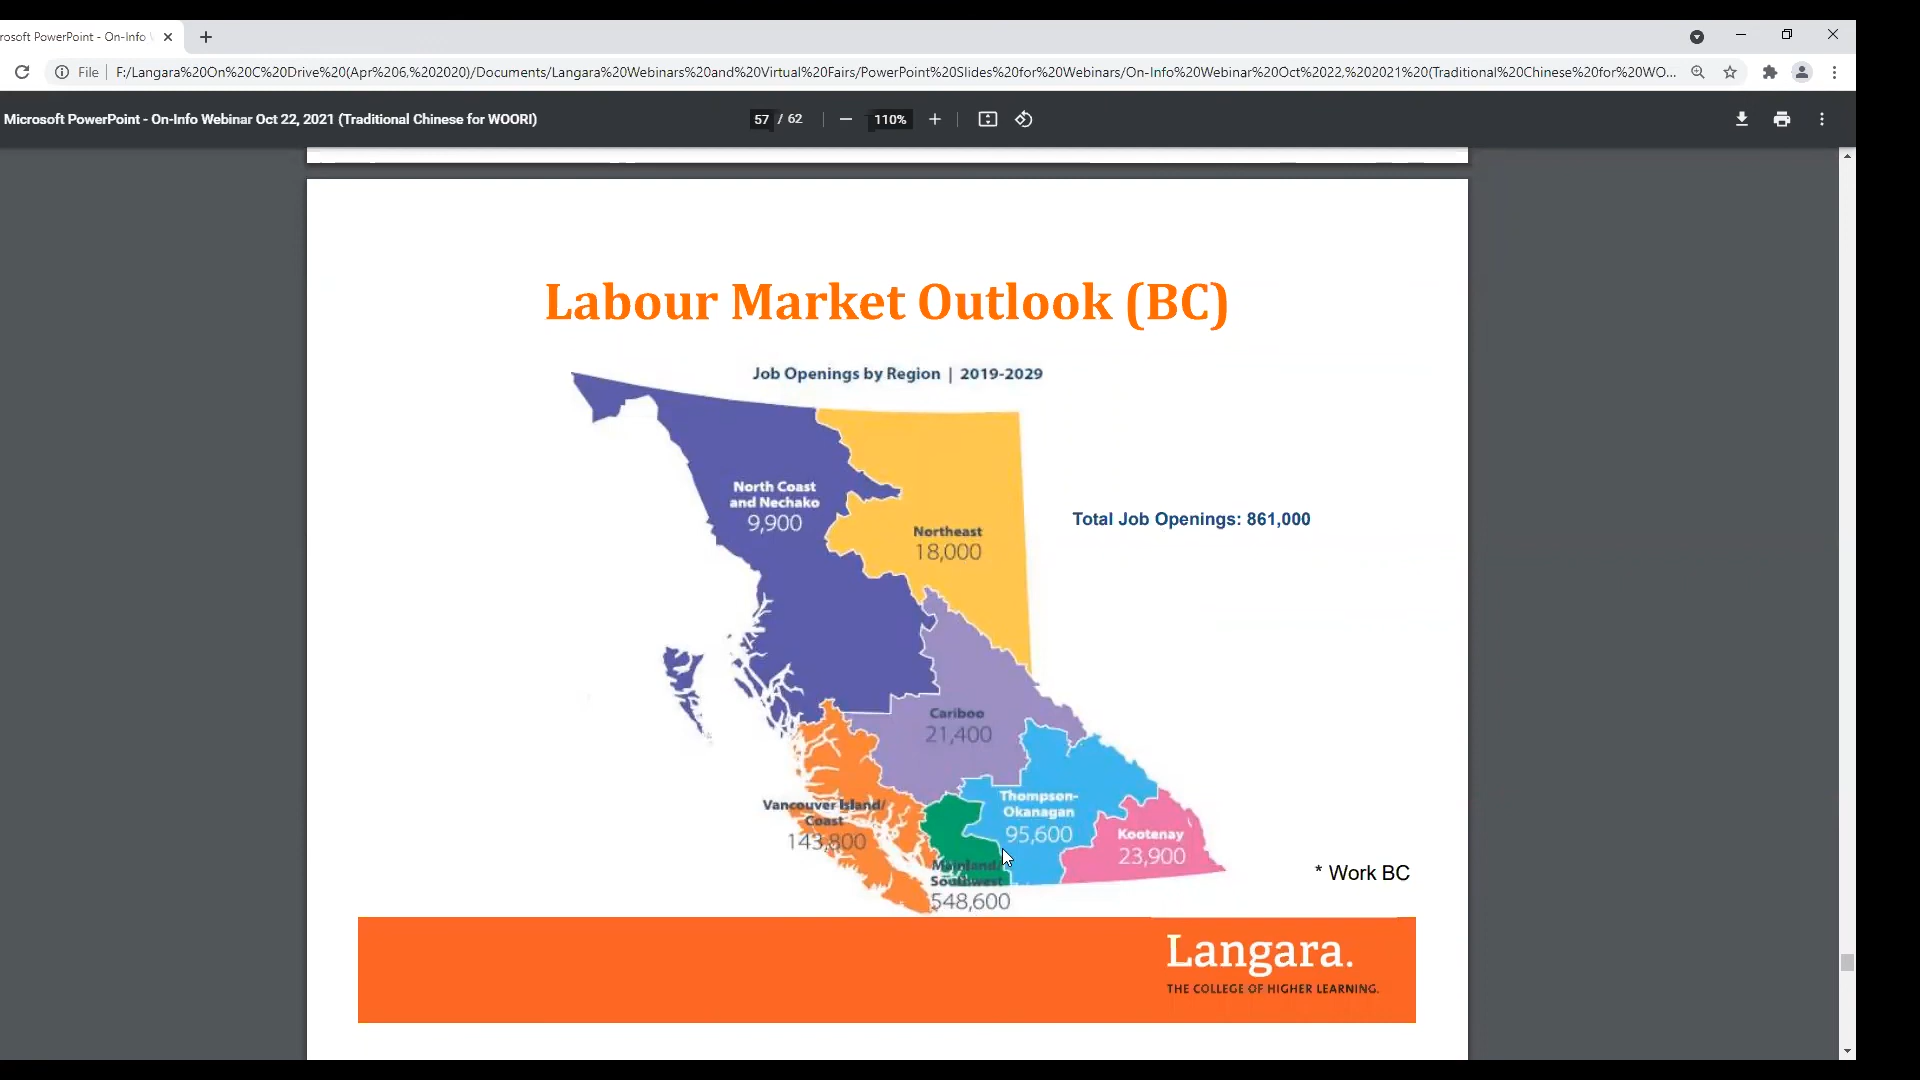 rosoft PowerPoint - On-Info
File
F:/Langara%20On%20C%20Drive%20(Apr%206,%202020)/Documents/Langara%20Webinars%20and%20Virtual%20Fairs/PowerPoint%20Slides%20for%20Webinars/On-Info%20Webinar%20Oct%2022,%202021%20(Traditional%20Chinese%20for%20WO...
Microsoft PowerPoint - On-Info Webinar Oct 22, 2021 (Traditional Chinese for WOORI)
57 / 62
110%
Labour Market Outlook (BC)
Job Openings by Region | 2019-2029
North Coast
and Nechako
9,900
Northeast
18,000
Total Job Openings: 861,000
Cariboo
21,400
Thompson-
Okanagan
95,600
Vancouver Island/
Coast
143,800
Kootenay
23,900
Mainland/
Southwest
548,600
* Work BC
Langara.
THE COLLEGE OF HIGHER LEARNING.